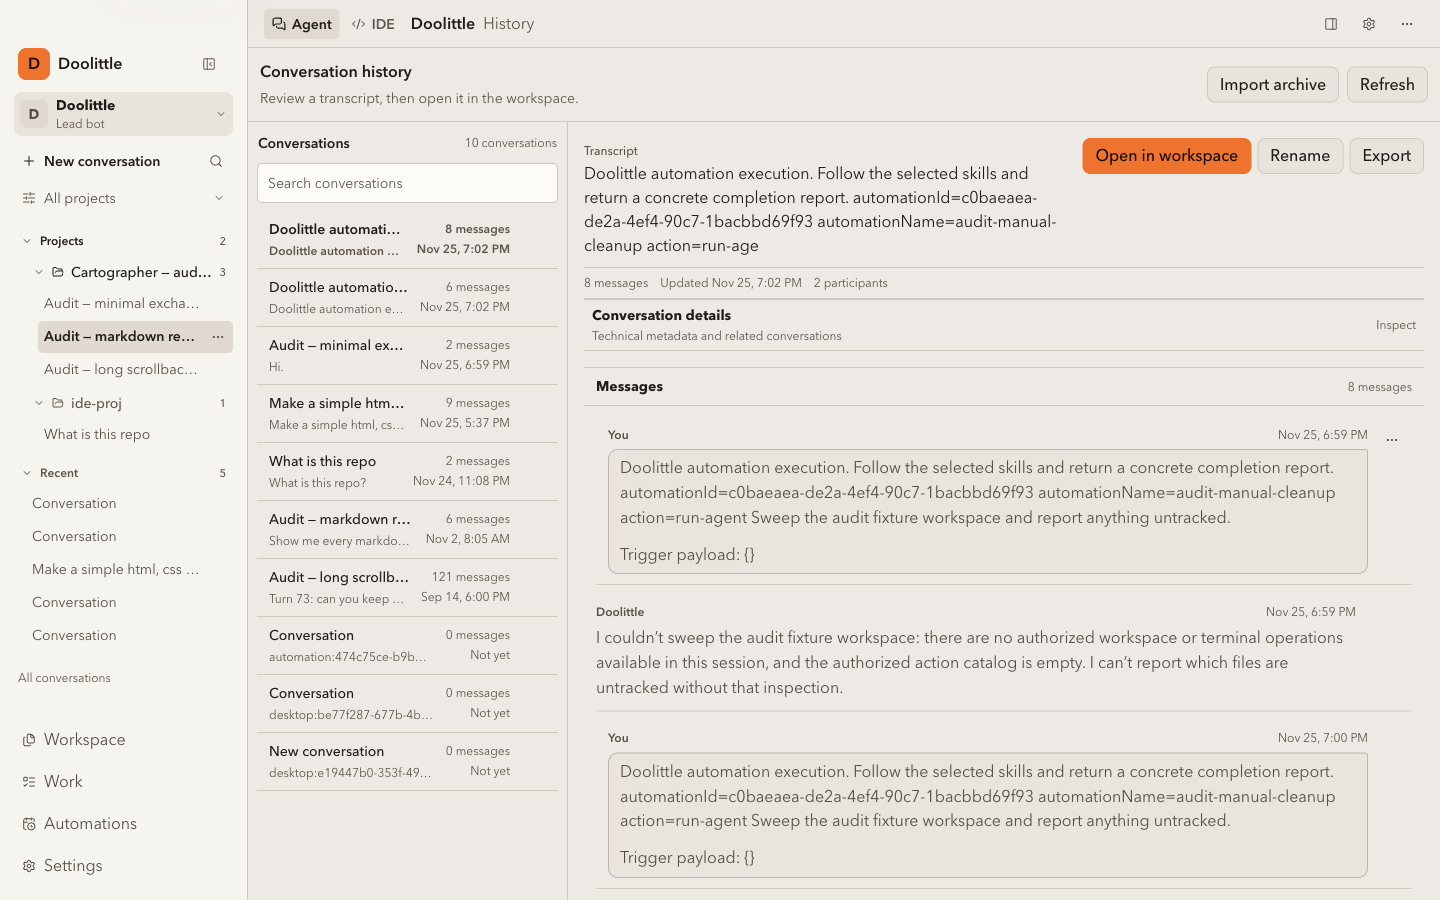 D Doolittle
D Doolittle
Lead bot
New conversation
All projects
Projects 2
Cartographer – aud... 3
Audit – minimal excha...
Audit – markdown re... ...
Audit – long scrollbac...
ide-proj 1
What is this repo
Recent 5
Conversation
Conversation
Make a simple html, css ...
Conversation
Conversation
All conversations
Workspace
Work
Automations
Settings
Agent IDE Doolittle History
Conversation history
Review a transcript, then open it in the workspace.
Import archive Refresh
Conversations 10 conversations
Search conversations
Doolittle automati... 8 messages
Doolittle automation ... Nov 25, 7:02 PM
Doolittle automatio... 6 messages
Doolittle automation e... Nov 25, 7:02 PM
Audit – minimal ex... 2 messages
Hi. Nov 25, 6:59 PM
Make a simple htm... 9 messages
Make a simple html, cs... Nov 25, 5:37 PM
What is this repo 2 messages
What is this repo? Nov 24, 11:08 PM
Audit – markdown r... 6 messages
Show me every markdo... Nov 2, 8:05 AM
Audit – long scrollb... 121 messages
Turn 73: can you keep ... Sep 14, 6:00 PM
Conversation 0 messages
automation:474c75ce-b9b... Not yet
Conversation 0 messages
desktop:be77f287-677b-4b... Not yet
New conversation 0 messages
desktop:e19447b0-353f-49... Not yet
Transcript
Doolittle automation execution. Follow the selected skills and
return a concrete completion report. automationId=c0baeaea-
de2a-4ef4-90c7-1bacbbd69f93 automationName=audit-manual-
cleanup action=run-age
Open in workspace Rename Export
8 messages Updated Nov 25, 7:02 PM 2 participants
Conversation details
Technical metadata and related conversations
Inspect
Messages 8 messages
You Nov 25, 6:59 PM ...
Doolittle automation execution. Follow the selected skills and return a concrete completion report.
automationId=c0baeaea-de2a-4ef4-90c7-1bacbbd69f93 automationName=audit-manual-cleanup
action=run-agent Sweep the audit fixture workspace and report anything untracked.
Trigger payload: {}
Doolittle Nov 25, 6:59 PM
I couldn’t sweep the audit fixture workspace: there are no authorized workspace or terminal operations
available in this session, and the authorized action catalog is empty. I can’t report which files are
untracked without that inspection.
You Nov 25, 7:00 PM
Doolittle automation execution. Follow the selected skills and return a concrete completion report.
automationId=c0baeaea-de2a-4ef4-90c7-1bacbbd69f93 automationName=audit-manual-cleanup
action=run-agent Sweep the audit fixture workspace and report anything untracked.
Trigger payload: {}